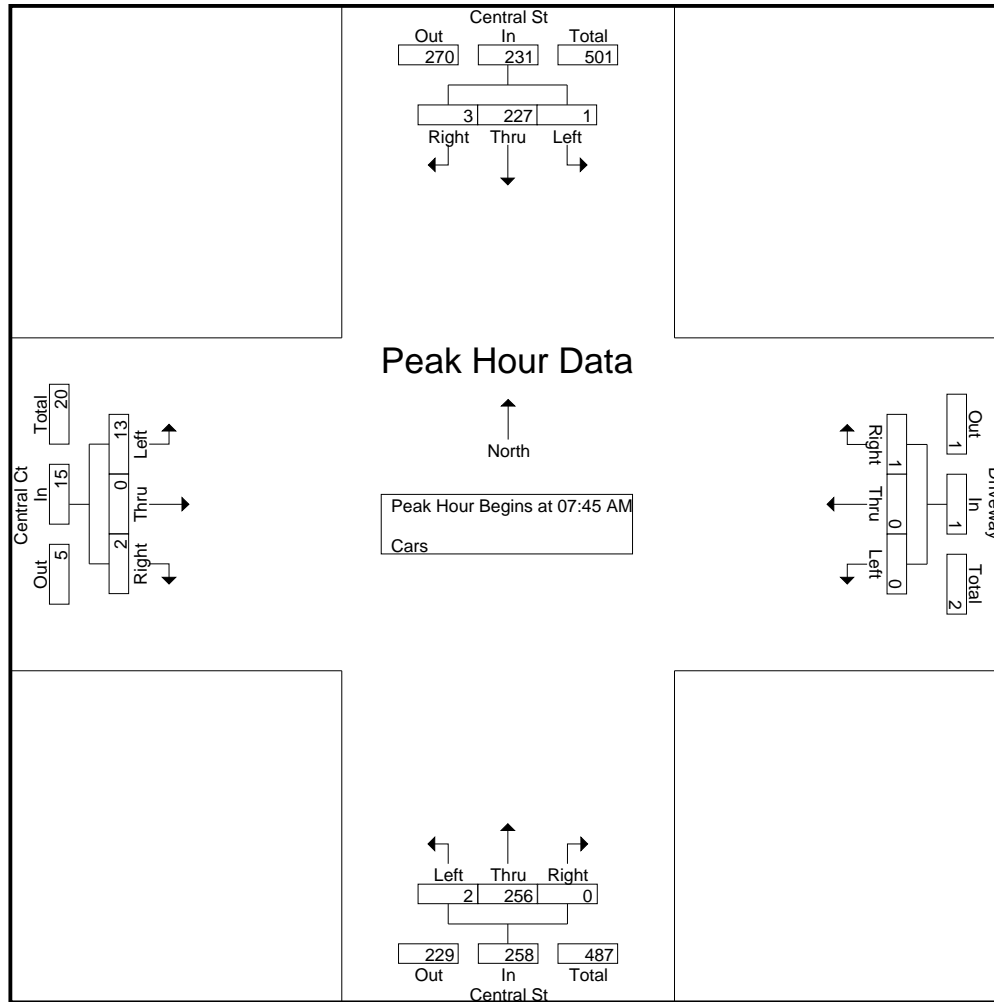 Central St
Out In Total
270 231 501
3 227 1
Right Thru Left
Peak Hour Data
North
Peak Hour Begins at 07:45 AM
Cars
Central Ct
Total In Out
20 15 5
13 0 2
Left Thru Right
Driveway
Out In Total
1 1 2
1 0 0
Right Thru Left
Left Thru Right
2 256 0
229 258 487
Out In Total
Central St